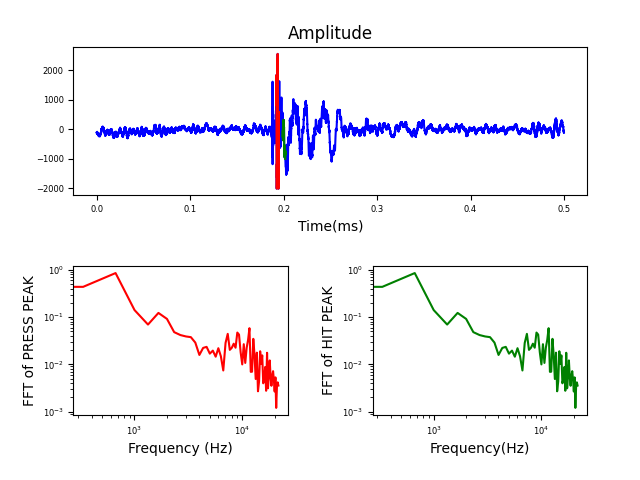 Amplitude
2000
1000
0
−1000
−2000
0.0 0.1 0.2 0.3 0.4 0.5
Time(ms)
FFT of PRESS PEAK
10⁰
10⁻¹
10⁻²
10⁻³
10³ 10⁴
Frequency (Hz)
FFT of HIT PEAK
10⁰
10⁻¹
10⁻²
10⁻³
10³ 10⁴
Frequency(Hz)